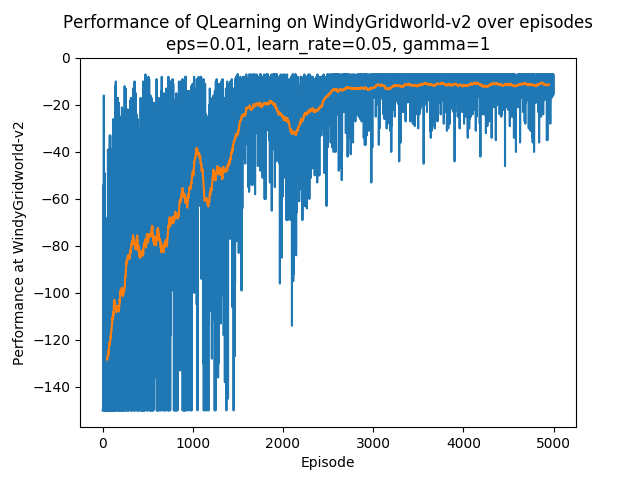 Performance of QLearning on WindyGridworld-v2 over episodes
eps=0.01, learn_rate=0.05, gamma=1
Performance at WindyGridworld-v2
0
−20
−40
−60
−80
−100
−120
−140
0 1000 2000 3000 4000 5000
Episode